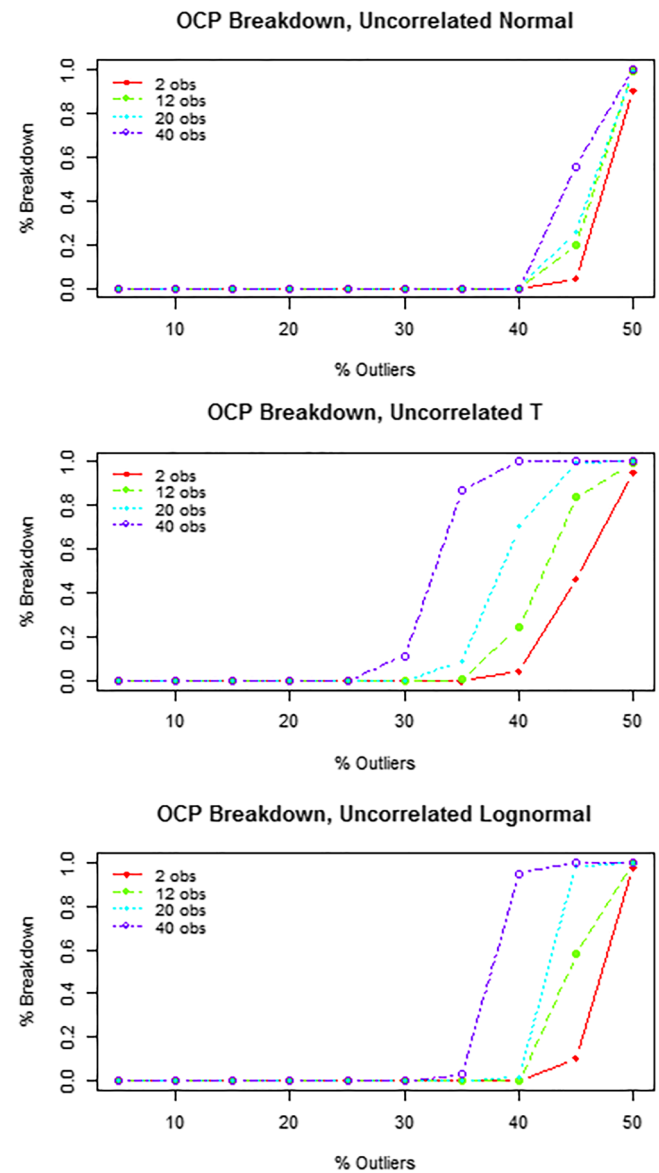 OCP Breakdown, Uncorrelated Normal
% Breakdown
1.0
0.8
0.6
0.4
0.2
0.0
2 obs
12 obs
20 obs
40 obs
10 20 30 40 50
% Outliers
OCP Breakdown, Uncorrelated T
% Breakdown
1.0
0.8
0.6
0.4
0.2
0.0
2 obs
12 obs
20 obs
40 obs
10 20 30 40 50
% Outliers
OCP Breakdown, Uncorrelated Lognormal
% Breakdown
1.0
0.8
0.6
0.4
0.2
0.0
2 obs
12 obs
20 obs
40 obs
10 20 30 40 50
% Outliers